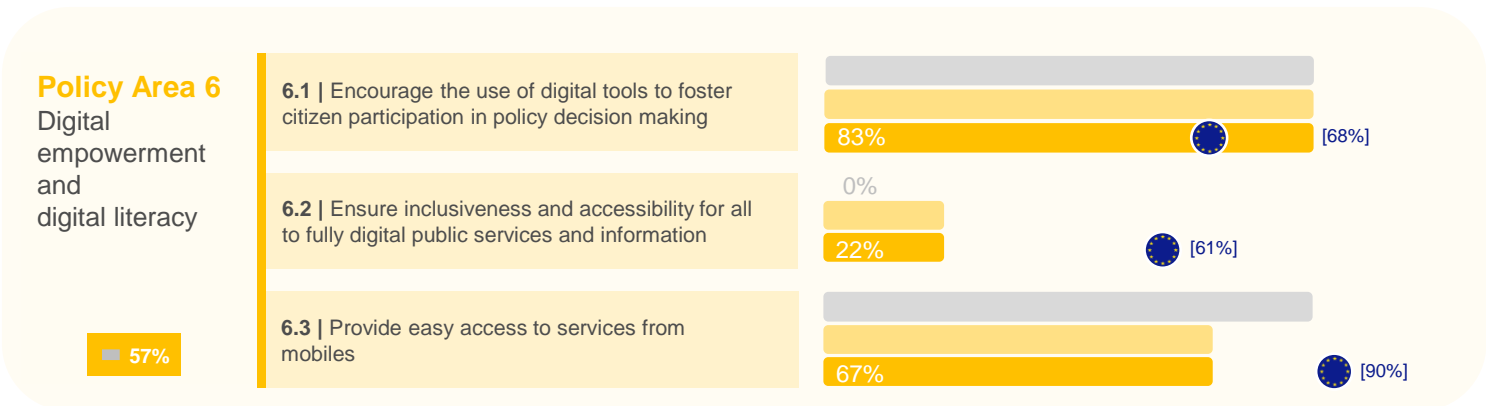 Policy Area 6
Digital
empowerment
and
digital literacy
57%
6.1 | Encourage the use of digital tools to foster
citizen participation in policy decision making
83%
[68%]
6.2 | Ensure inclusiveness and accessibility for all
to fully digital public services and information
0%
22%
[61%]
6.3 | Provide easy access to services from
mobiles
67%
[90%]